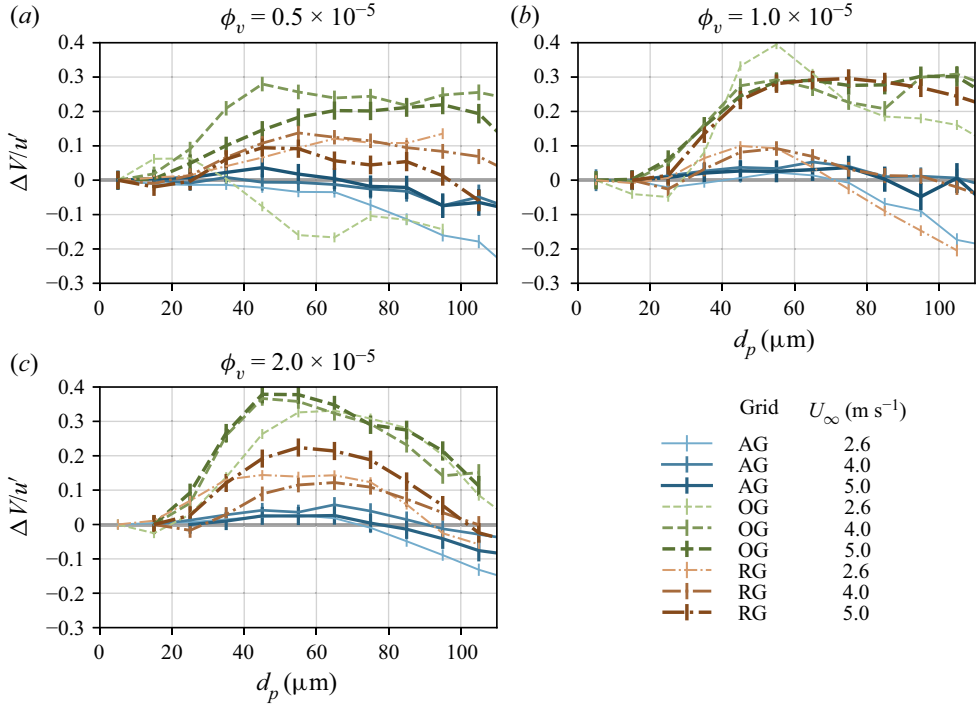 (a) ϕv = 0.5 × 10−5
(b) ϕv = 1.0 × 10−5
ΔV/u′
0.4
0.3
0.2
0.1
0
−0.1
−0.2
−0.3
0 20 40 60 80 100
0.4
0.3
0.2
0.1
0
−0.1
−0.2
−0.3
0 20 40 60 80 100
dp (μm)
(c) ϕv = 2.0 × 10−5
ΔV/u′
0.4
0.3
0.2
0.1
0
−0.1
−0.2
−0.3
0 20 40 60 80 100
dp (μm)
Grid U∞ (m s−1)
AG 2.6
AG 4.0
AG 5.0
OG 2.6
OG 4.0
OG 5.0
RG 2.6
RG 4.0
RG 5.0